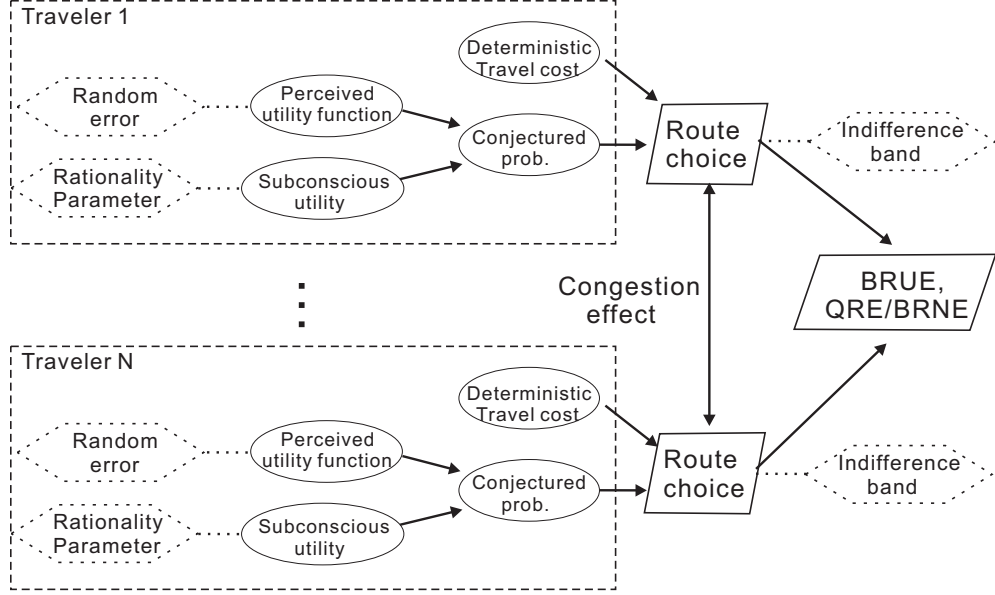 Traveler 1
Deterministic
Travel cost
Random
error
Perceived
utility function
Conjectured
prob.
Route
choice
Indifference
band
Rationality
Parameter
Subconscious
utility
Congestion
effect
BRUE,
QRE/BRNE
Traveler N
Deterministic
Travel cost
Random
error
Perceived
utility function
Conjectured
prob.
Route
choice
Indifference
band
Rationality
Parameter
Subconscious
utility